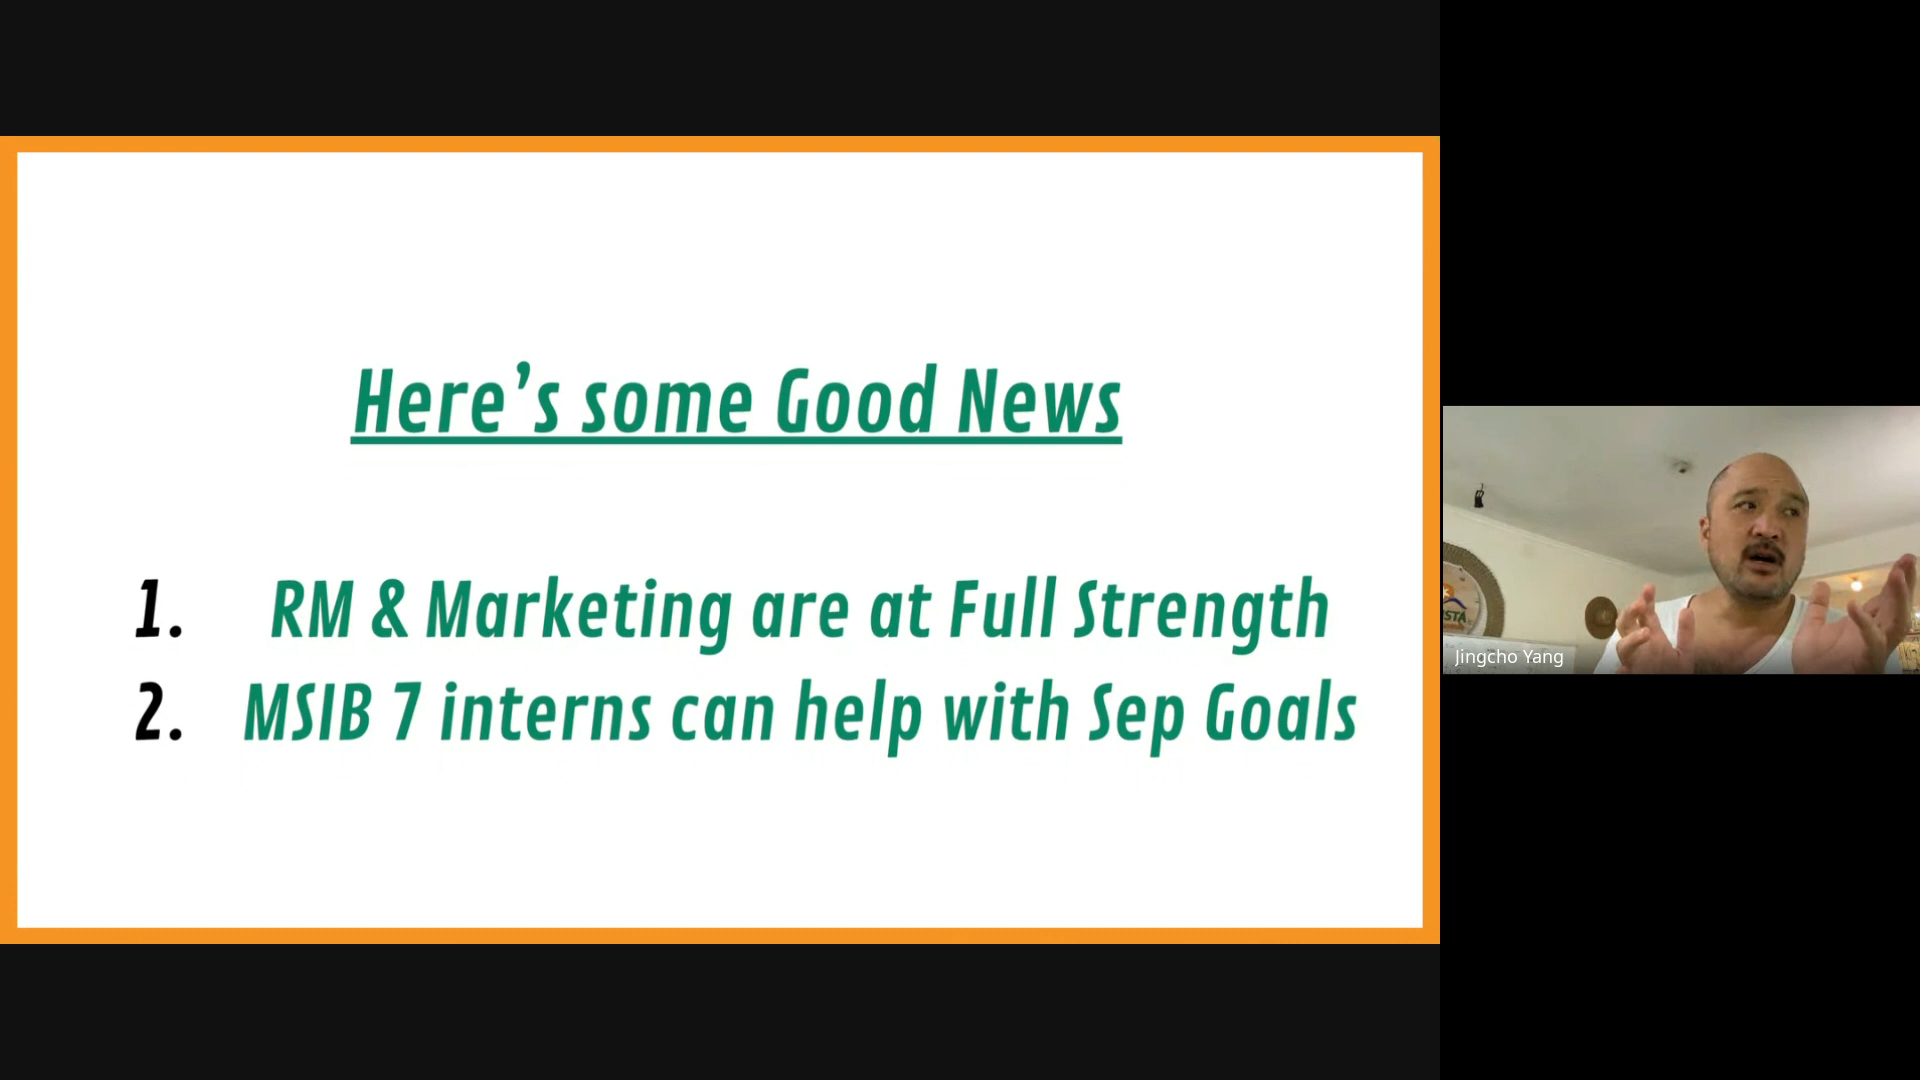 Here’s some Good News
1. RM & Marketing are at Full Strength
2. MSIB 7 interns can help with Sep Goals
Jingcho Yang